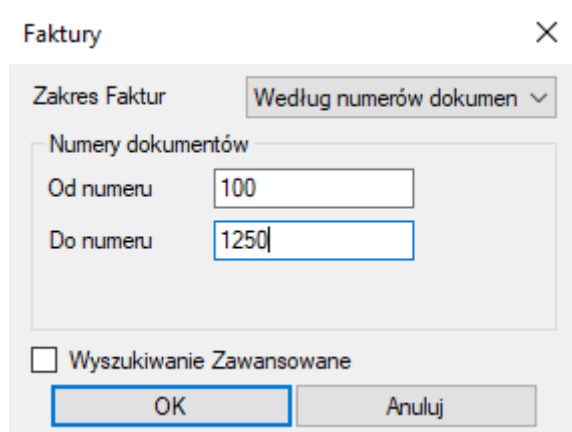 Faktury
Zakres Faktur Według numerów dokumen
Numery dokumentów
Od numeru 100
Do numeru 1250
Wyszukiwanie Zawansowane
OK Anuluj